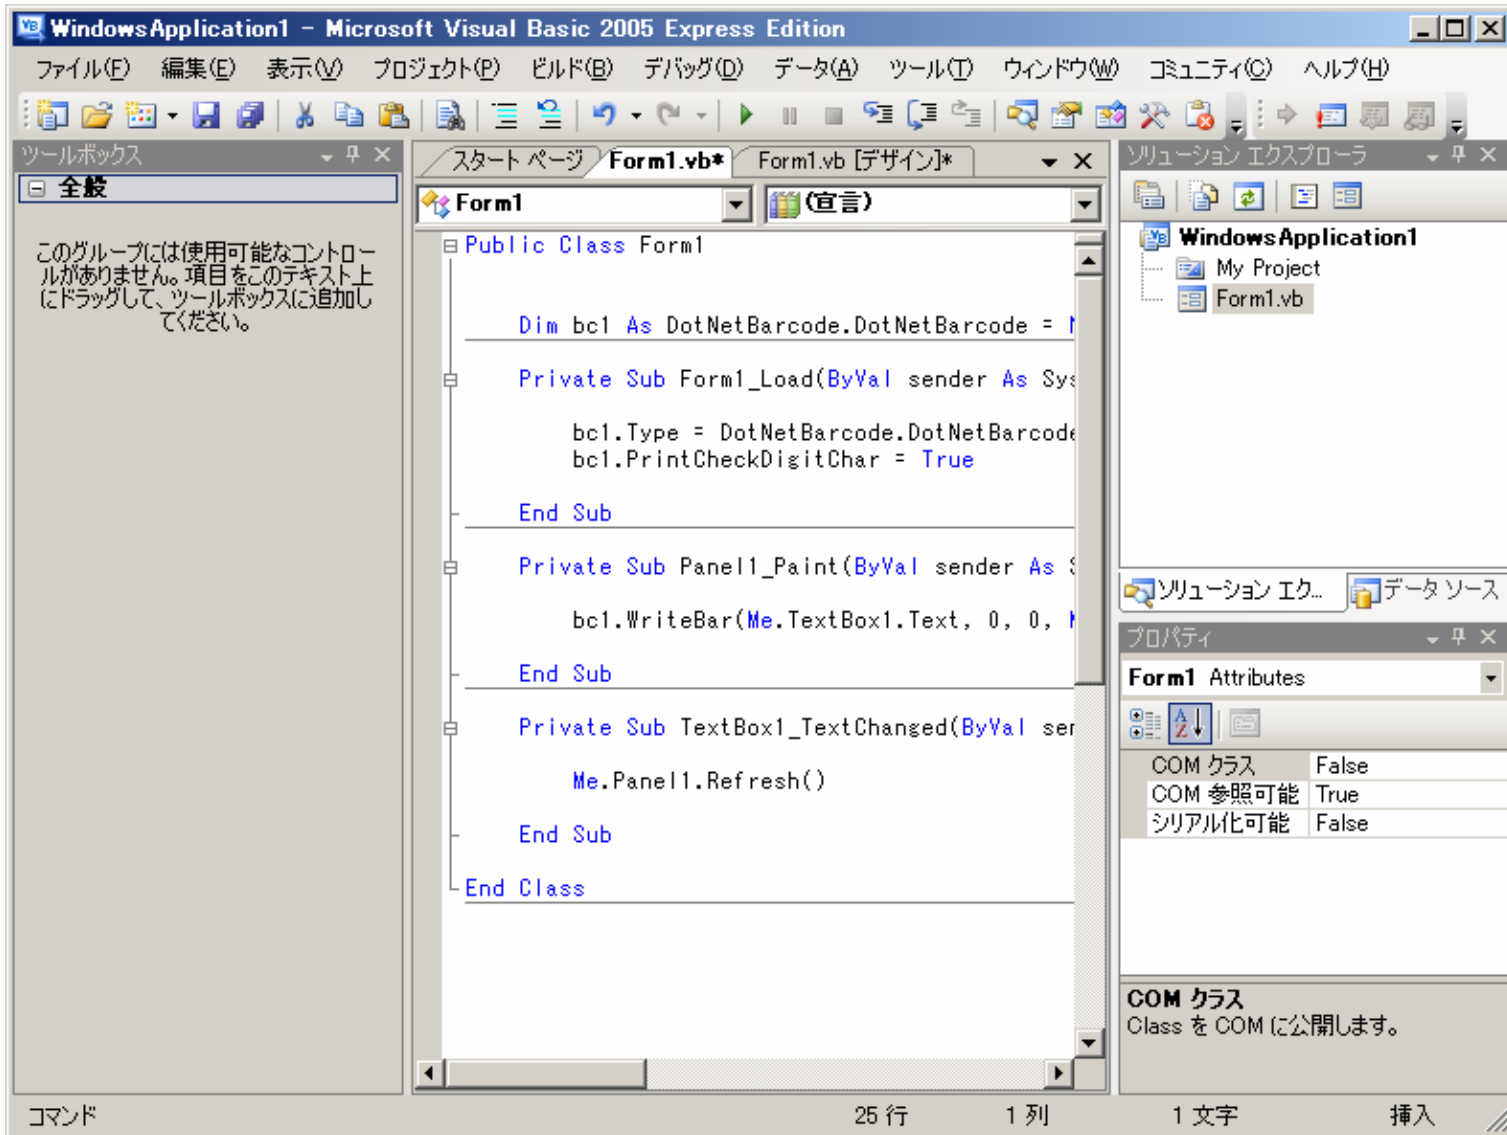 WindowsApplication1 - Microsoft Visual Basic 2005 Express Edition
ファイル(F) 編集(E) 表示(V) プロジェクト(P) ビルド(B) デバッグ(D) データ(A) ツール(T) ウィンドウ(W) コミュニティ(C) ヘルプ(H)
ツールボックス
全般
このグループには使用可能なコントロー
ルがありません。項目をこのテキスト上
にドラッグして、ツールボックスに追加し
てください。
スタート ページ Form1.vb* Form1.vb [デザイン]*
Form1 (宣言)
Public Class Form1
Dim bc1 As DotNetBarcode.DotNetBarcode =
Private Sub Form1_Load(ByVal sender As Sys
bc1.Type = DotNetBarcode.DotNetBarcode
bc1.PrintCheckDigitChar = True
End Sub
Private Sub Panel1_Paint(ByVal sender As
bc1.WriteBar(Me.TextBox1.Text, 0, 0,
End Sub
Private Sub TextBox1_TextChanged(ByVal sen
Me.Panel1.Refresh()
End Sub
End Class
ソリューション エクスプローラ
WindowsApplication1
My Project
Form1.vb
ソリューション エク... データ ソース
プロパティ
Form1 Attributes
COM クラス False
COM 参照可能 True
シリアル化可能 False
COM クラス
Class を COM に公開します。
コマンド 25 行 1 列 1 文字 挿入